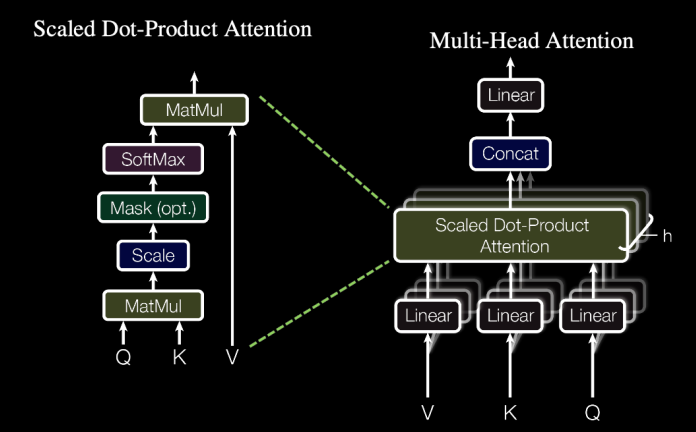 Scaled Dot-Product Attention
MatMul
SoftMax
Mask (opt.)
Scale
MatMul
Q K V
Multi-Head Attention
Linear
Concat
Scaled Dot-Product
Attention
h
Linear Linear Linear
V K Q